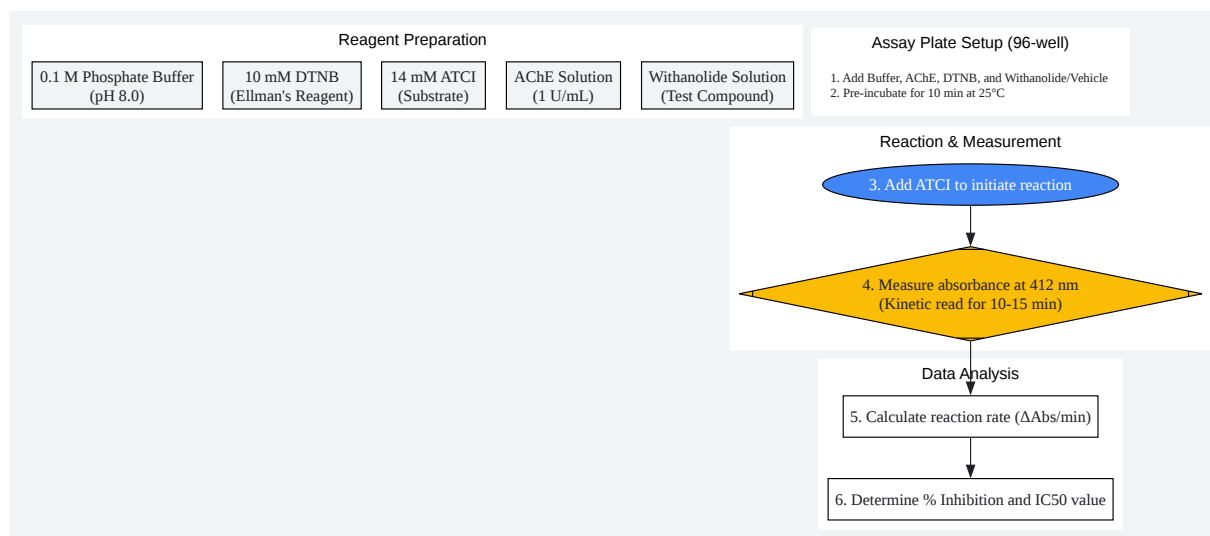 Reagent Preparation
0.1 M Phosphate Buffer
(pH 8.0)
10 mM DTNB
(Ellman's Reagent)
14 mM ATCI
(Substrate)
AChE Solution
(1 U/mL)
Withanolide Solution
(Test Compound)
Assay Plate Setup (96-well)
1. Add Buffer, AChE, DTNB, and Withanolide/Vehicle
2. Pre-incubate for 10 min at 25°C
Reaction & Measurement
3. Add ATCI to initiate reaction
4. Measure absorbance at 412 nm
(Kinetic read for 10-15 min)
Data Analysis
5. Calculate reaction rate (ΔAbs/min)
6. Determine % Inhibition and IC50 value